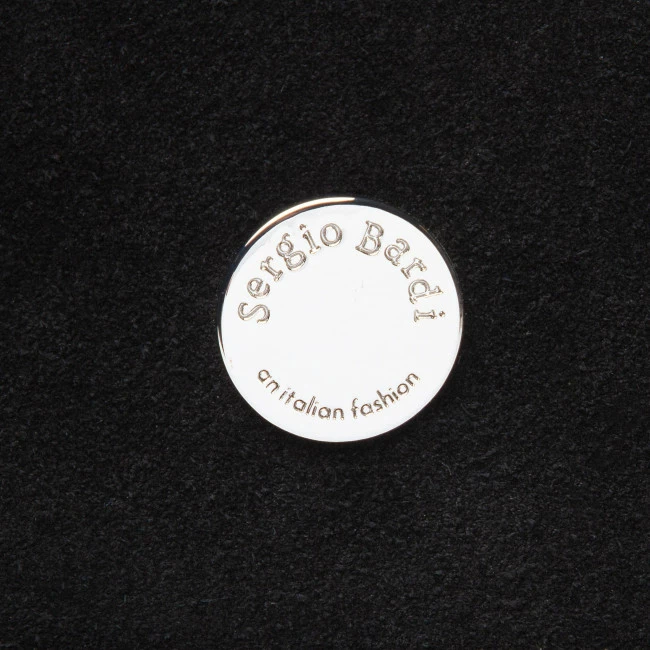 Sergio Bardi
an italian fashion